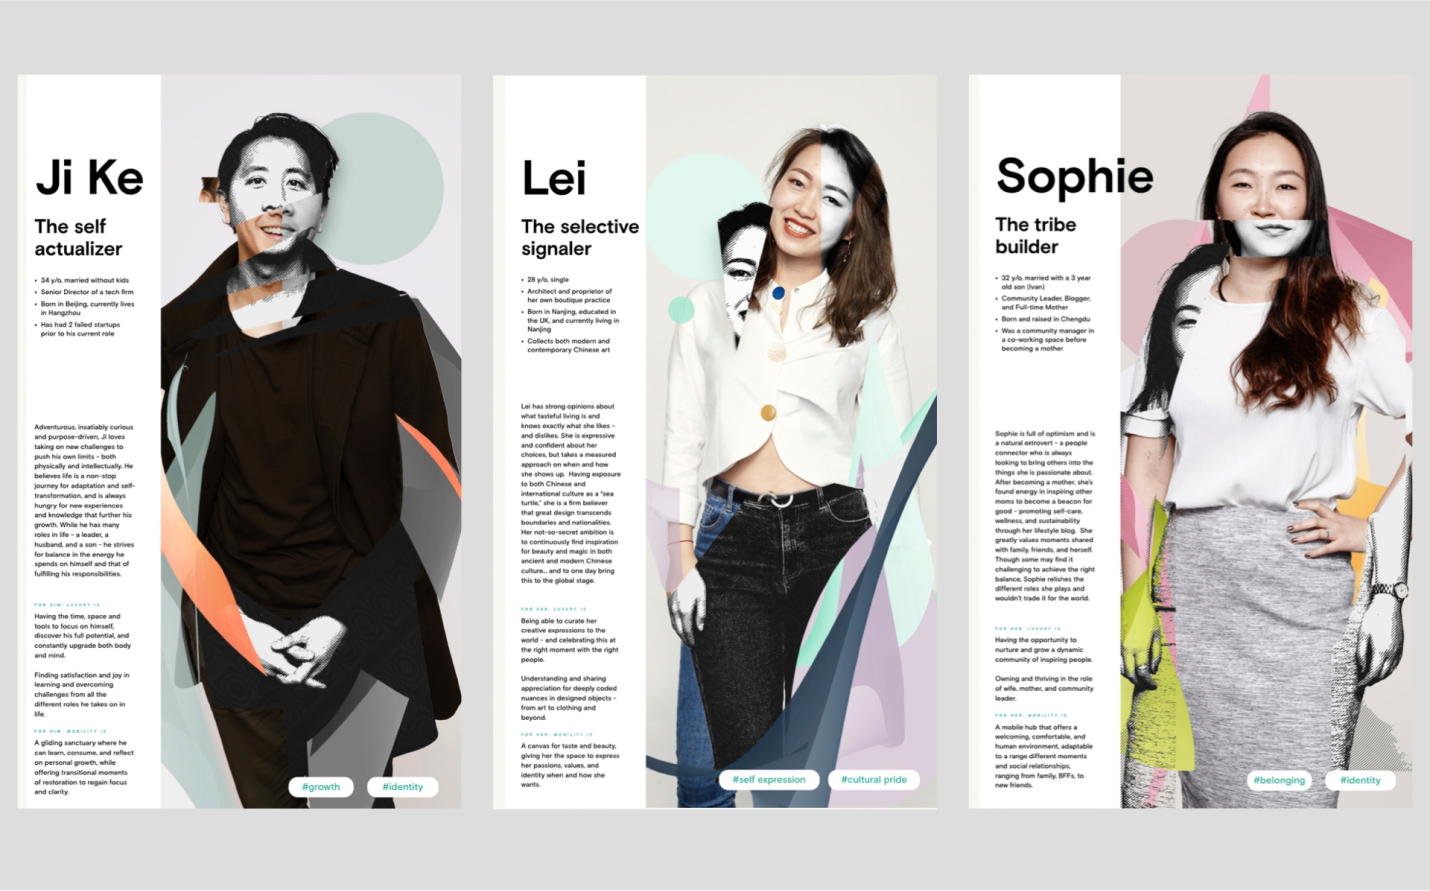 Ji Ke
The self
actualizer
• 34 y/o, married without kids
• Senior Director of a tech firm
• Born in Beijing, currently lives
in Hangzhou
• Has had 2 failed startups
prior to his current role
Adventurous, insatiably curious
and purpose-driven, Ji loves
taking on new challenges to
push his own limits - both
physically and intellectually. He
believes life is a non-stop
journey for adaptation and self-
transformation, and is always
hungry for new experiences
and knowledge that further his
growth. While he has many
roles in life - a leader, a
husband, and a son - he strives
for balance in the energy he
spends on himself and that of
fulfilling his responsibilities.
FOR HIM, LUXURY IS
Having the time, space and
tools to focus on himself,
discover his full potential, and
constantly upgrade both body
and mind.
Finding satisfaction and joy in
learning and overcoming
challenges from all the
different roles he takes on in
life.
FOR HIM, MOBILITY IS
A gliding sanctuary where he
can learn, consume, and reflect
on personal growth, while
offering transitional moments
of restoration to regain focus
and clarity.
#growth
#identity
Lei
The selective
signaler
• 28 y/o, single
• Architect and proprietor of
her own boutique practice
• Born in Nanjing, educated in
the UK, and currently living in
Nanjing
• Collects both modern and
contemporary Chinese art
Lei has strong opinions about
what tasteful living is and
knows exactly what she likes -
and dislikes. She is expressive
and confident about her
choices, but takes a measured
approach on when and how
she shows up. Having exposure
to both Chinese and
international culture as a "sea
turtle," she is a firm believer
that great design transcends
boundaries and nationalities.
Her not-so-secret ambition is
to continuously find inspiration
for beauty and magic in both
ancient and modern Chinese
culture... and to one day bring
this to the global stage.
FOR HER, LUXURY IS
Being able to curate her
creative expressions to the
world - and celebrating this at
the right moment with the right
people.
Understanding and sharing
appreciation for deeply coded
nuances in designed objects -
from art to clothing and
beyond.
FOR HER, MOBILITY IS
A canvas for taste and beauty,
giving her the space to express
her passions, values, and
identity when and how she
wants.
#self expression
#cultural pride
Sophie
The tribe
builder
• 32 y/o, married with a 3 year
old son (Ivan)
• Community Leader, Blogger,
and Full-time Mother
• Born and raised in Chengdu
• Was a community manager in
a co-working space before
becoming a mother
Sophie is full of optimism and is
a natural extrovert - a people
connector who is always
looking to bring others into the
things she is passionate about.
After becoming a mother, she's
found energy in inspiring other
moms to become a beacon for
good - promoting self-care,
wellness, and sustainability
through her lifestyle blog. She
greatly values moments shared
with family, friends, and herself.
Though some may find it
challenging to achieve the right
balance, Sophie relishes the
different roles she plays and
wouldn't trade it for the world.
FOR HER, LUXURY IS
Having the opportunity to
nurture and grow a dynamic
community of inspiring people.
Owning and thriving in the role
of wife, mother, and community
leader.
FOR HER, MOBILITY IS
A mobile hub that offers a
welcoming, comfortable, and
human environment, adaptable
to a range different moments
and social relationships,
ranging from family, BFFs, to
new friends.
#belonging
#identity